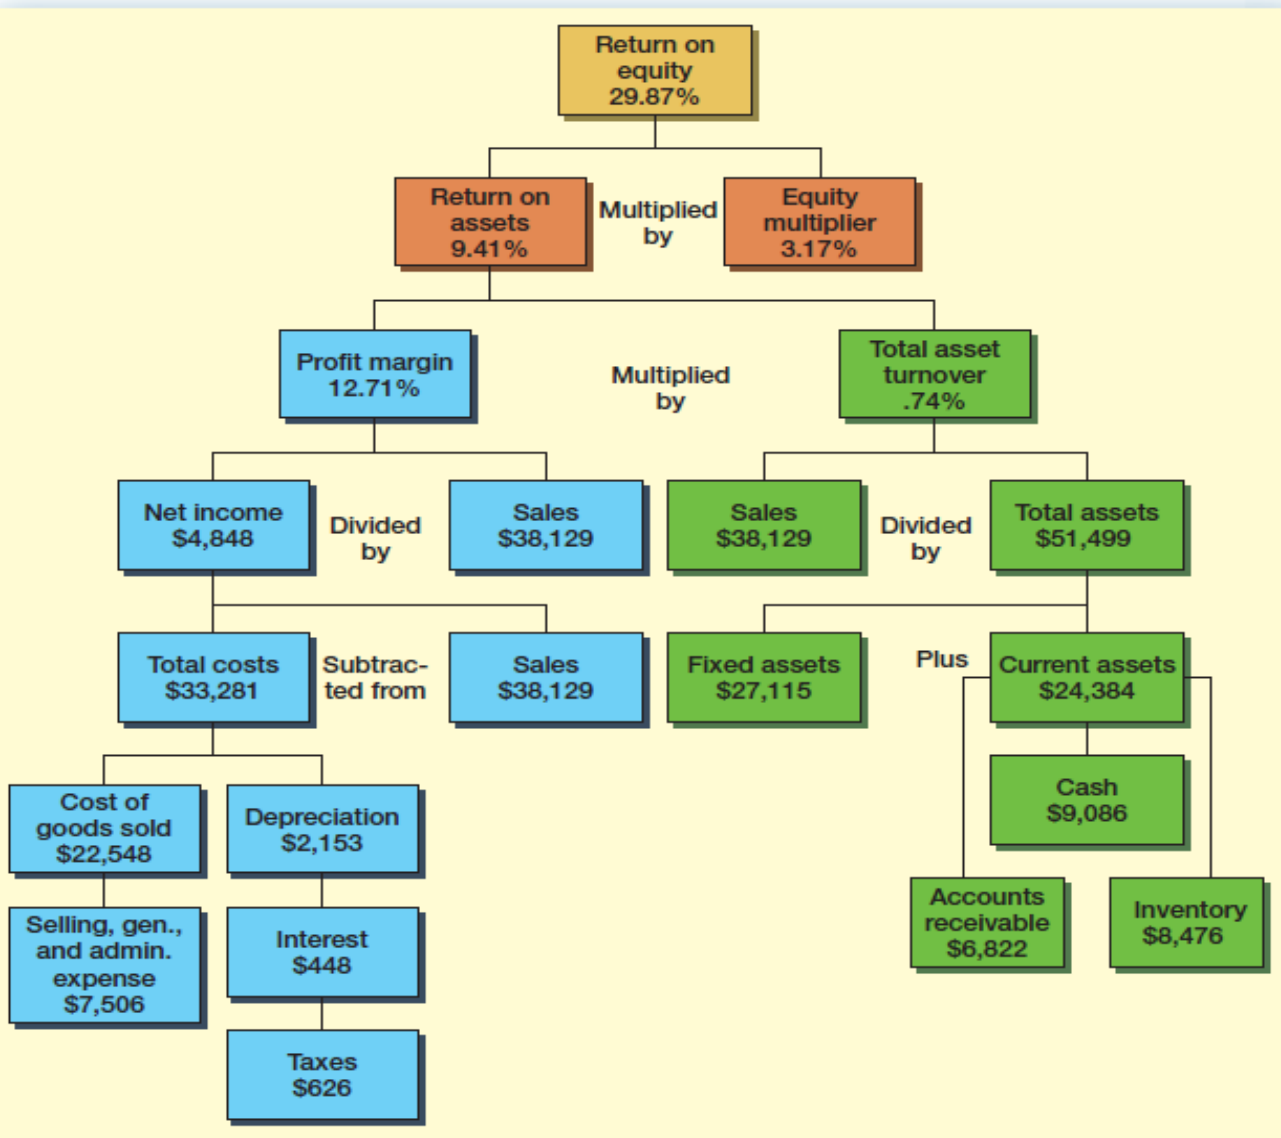 Return on
equity
29.87%
Return on
assets
9.41%
Multiplied
by
Equity
multiplier
3.17%
Profit margin
12.71%
Multiplied
by
Total asset
turnover
.74%
Net income
$4,848
Divided
by
Sales
$38,129
Sales
$38,129
Divided
by
Total assets
$51,499
Total costs
$33,281
Subtrac-
ted from
Sales
$38,129
Fixed assets
$27,115
Plus
Current assets
$24,384
Cost of
goods sold
$22,548
Depreciation
$2,153
Cash
$9,086
Selling, gen.,
and admin.
expense
$7,506
Interest
$448
Accounts
receivable
$6,822
Inventory
$8,476
Taxes
$626